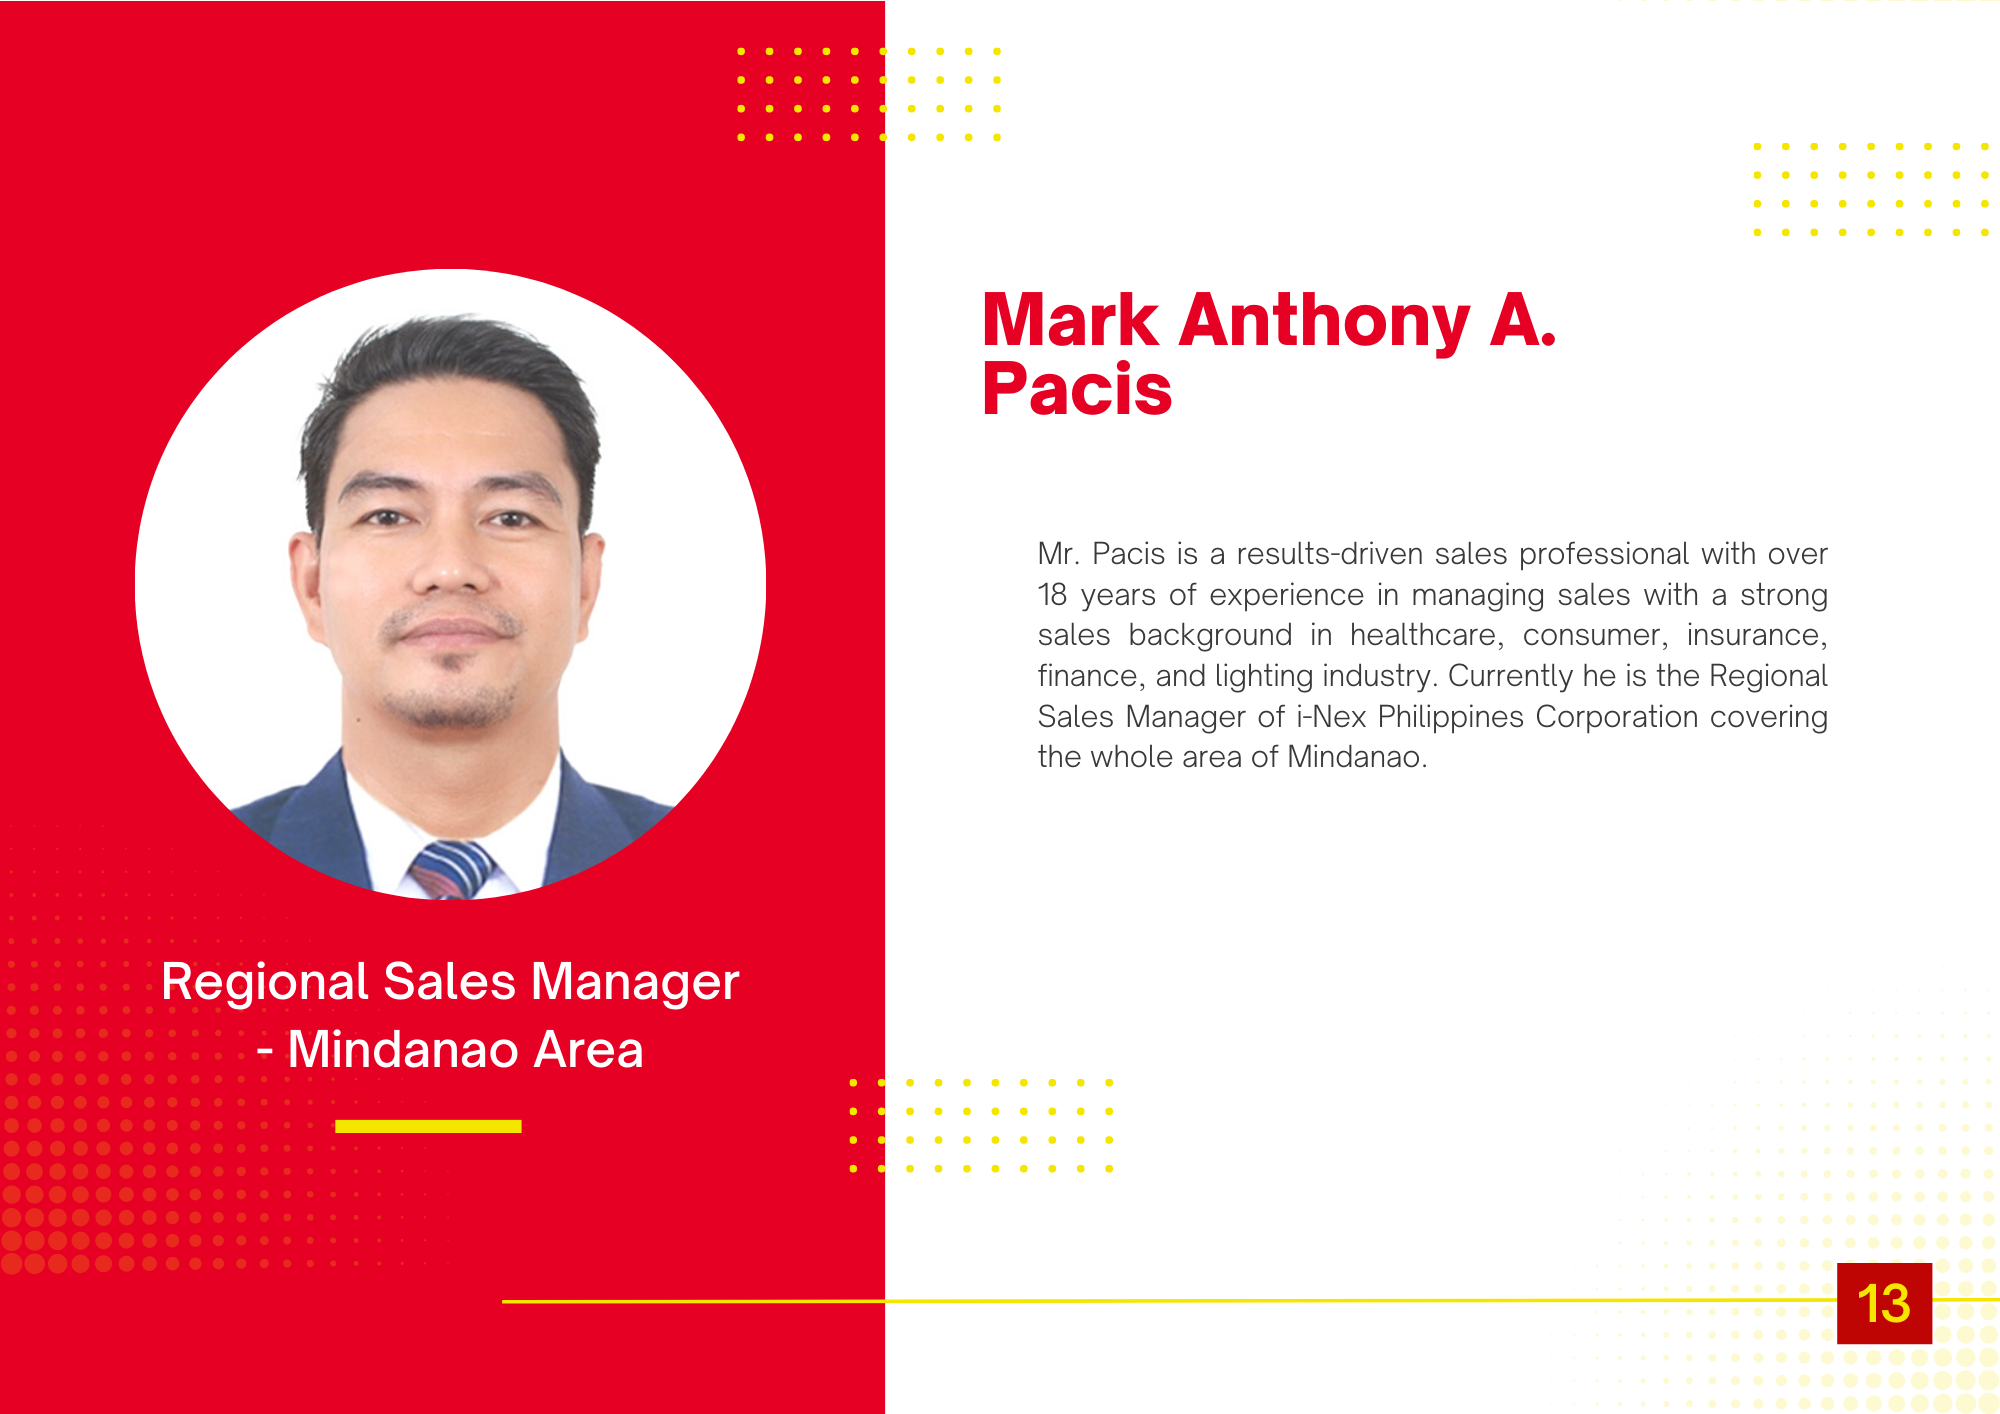 Mark Anthony A.
Pacis
Mr. Pacis is a results-driven sales professional with over
18 years of experience in managing sales with a strong
sales background in healthcare, consumer, insurance,
finance, and lighting industry. Currently he is the Regional
Sales Manager of i-Nex Philippines Corporation covering
the whole area of Mindanao.
Regional Sales Manager
- Mindanao Area
13